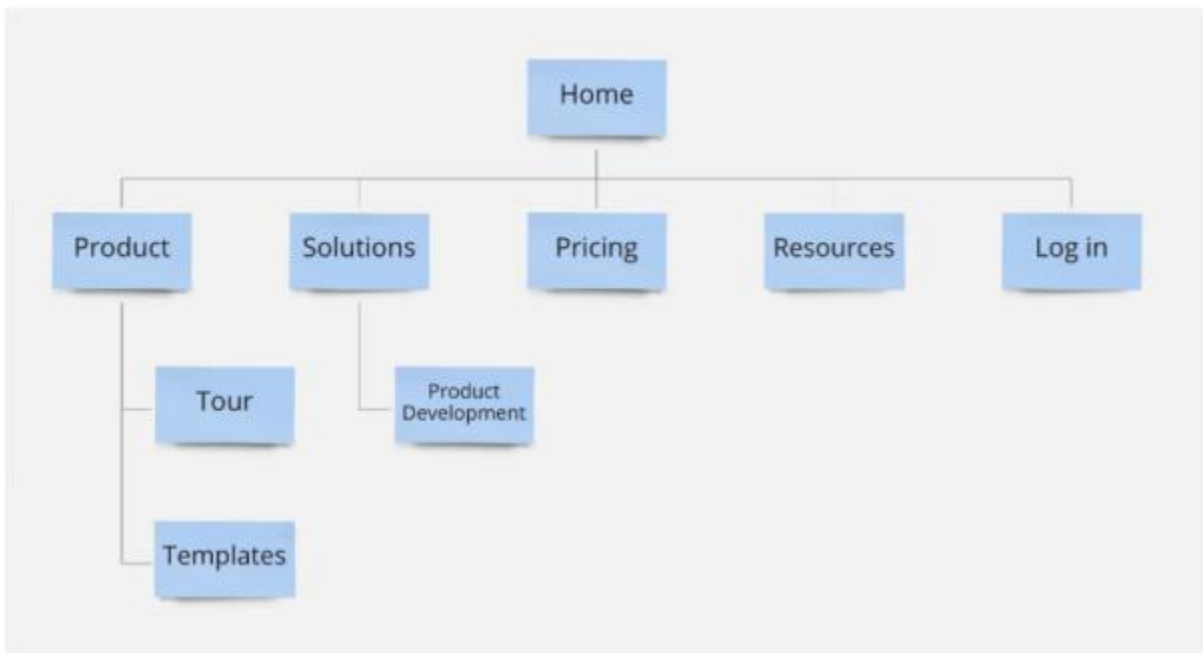 Home
Product
Solutions
Pricing
Resources
Log in
Tour
Product
Development
Templates